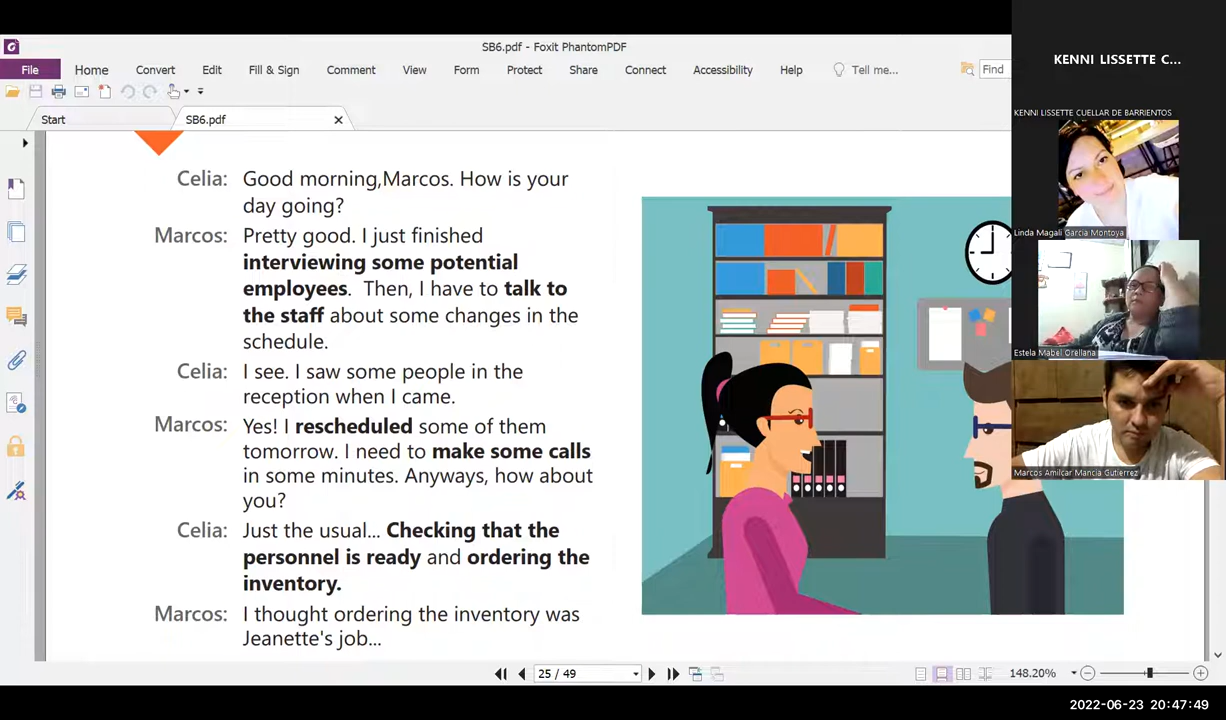 SB6.pdf - Foxit PhantomPDF
File Home Convert Edit Fill & Sign Comment View Form Protect Share Connect Accessibility Help Tell me... Find
Start SB6.pdf
Celia: Good morning,Marcos. How is your
day going?
Marcos: Pretty good. I just finished
interviewing some potential
employees. Then, I have to talk to
the staff about some changes in the
schedule.
Celia: I see. I saw some people in the
reception when I came.
Marcos: Yes! I rescheduled some of them
tomorrow. I need to make some calls
in some minutes. Anyways, how about
you?
Celia: Just the usual... Checking that the
personnel is ready and ordering the
inventory.
Marcos: I thought ordering the inventory was
Jeanette's job...
25 / 49
148.20%
KENNI LISSETTE C...
KENNI LISSETTE CUELLAR DE BARRIENTOS
Linda Magali Garcia Montoya
Estela Mabel Orellana
Marcos Amilcar Mancia Gutierrez
2022-06-23 20:47:49